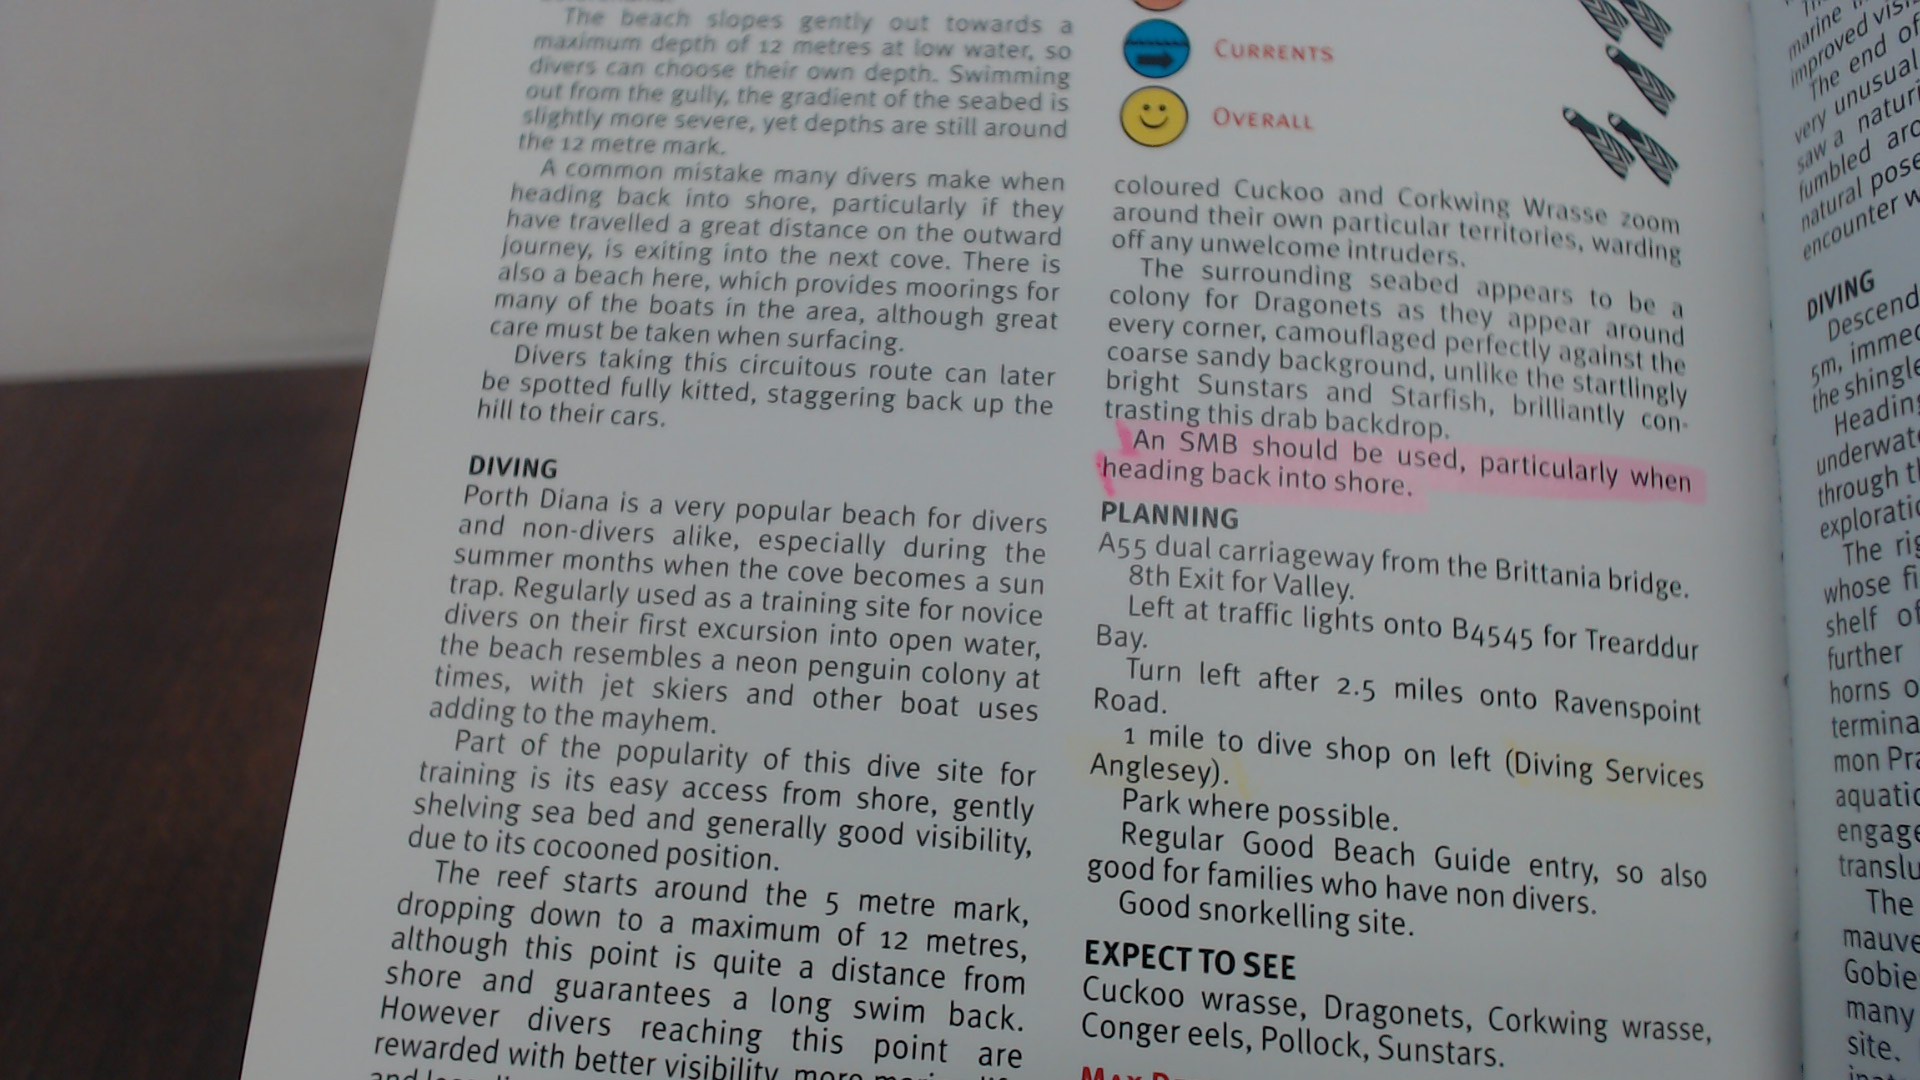 The beach slopes gently out towards a
maximum depth of 12 metres at low water, so
divers can choose their own depth. Swimming
out from the gully, the gradient of the seabed is
slightly more severe, yet depths are still around
the 12 metre mark.
A common mistake many divers make when
heading back into shore, particularly if they
have travelled a great distance on the outward
journey, is exiting into the next cove. There is
also a beach here, which provides moorings for
many of the boats in the area, although great
care must be taken when surfacing.
Divers taking this circuitous route can later
be spotted fully kitted, staggering back up the
hill to their cars.
DIVING
Porth Diana is a very popular beach for divers
and non-divers alike, especially during the
summer months when the cove becomes a sun
trap. Regularly used as a training site for novice
divers on their first excursion into open water,
the beach resembles a neon penguin colony at
times, with jet skiers and other boat uses
adding to the mayhem.
Part of the popularity of this dive site for
training is its easy access from shore, gently
shelving sea bed and generally good visibility,
due to its cocooned position.
The reef starts around the 5 metre mark,
dropping down to a maximum of 12 metres,
although this point is quite a distance from
shore and guarantees a long swim back.
However divers reaching this point are
rewarded with better visibility, more
CURRENTS
OVERALL
coloured Cuckoo and Corkwing Wrasse zoom
around their own particular territories, warding
off any unwelcome intruders.
The surrounding seabed appears to be a
colony for Dragonets as they appear around
every corner, camouflaged perfectly against the
coarse sandy background, unlike the startlingly
bright Sunstars and Starfish, brilliantly con-
trasting this drab backdrop.
An SMB should be used, particularly when
heading back into shore.
PLANNING
A55 dual carriageway from the Brittania bridge.
8th Exit for Valley.
Left at traffic lights onto B4545 for Trearddur
Bay.
Turn left after 2.5 miles onto Ravenspoint
Road.
1 mile to dive shop on left (Diving Services
Anglesey).
Park where possible.
Regular Good Beach Guide entry, so also
good for families who have non divers.
Good snorkelling site.
EXPECT TO SEE
Cuckoo wrasse, Dragonets, Corkwing wrasse,
Conger eels, Pollock, Sunstars.
marine
improved
The end of
very unusual
saw a
fumbled
natural pose
encounter
DIVING
Descend
5m,
the shingle
Heading
through
The
whose
shelf of
further
horns
The
many
site.